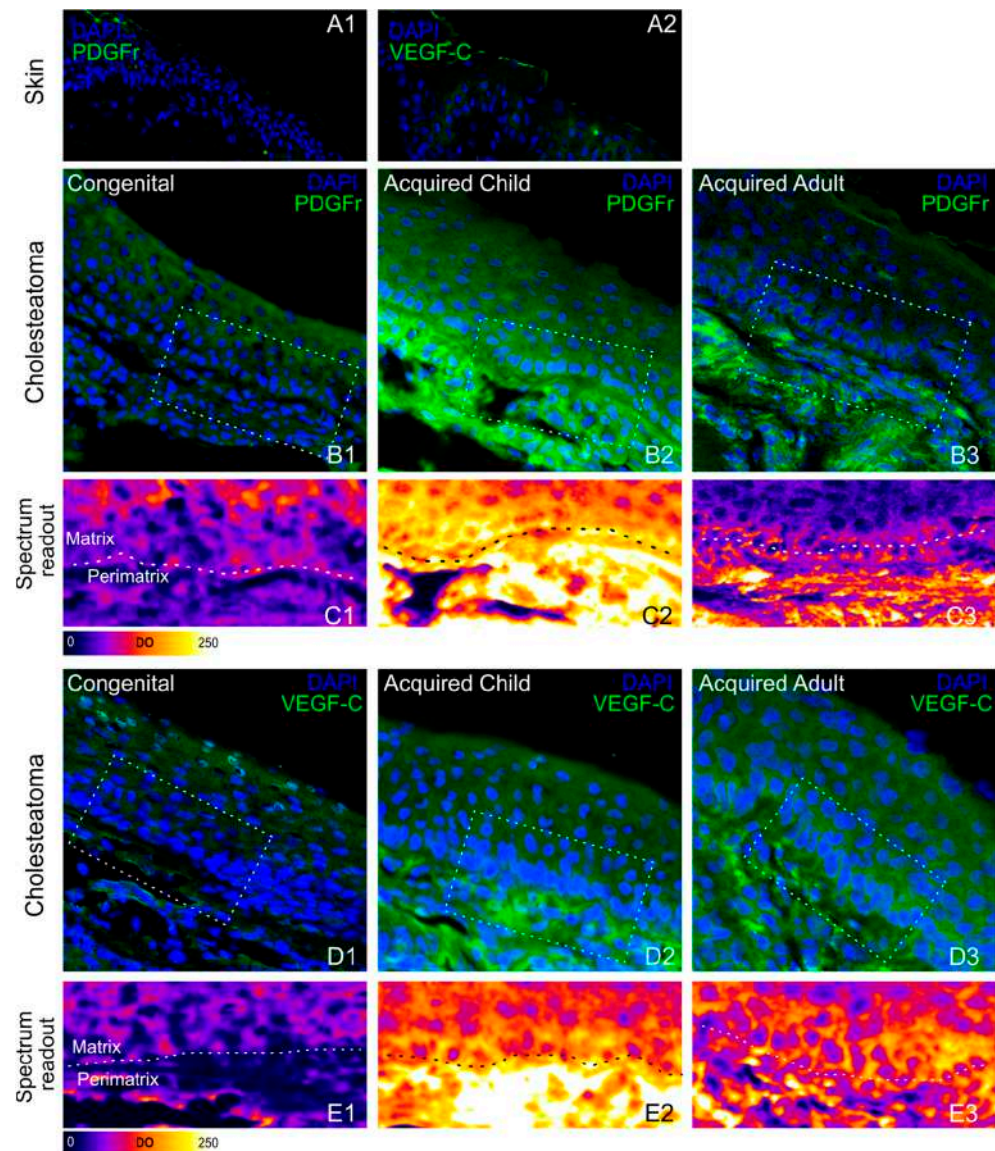 A1
DAPI
PDGFr
A2
DAPI
VEGF-C
Skin
Congenital
DAPI
PDGFr
B1
Acquired Child
DAPI
PDGFr
B2
Acquired Adult
DAPI
PDGFr
B3
Cholesteatoma
Matrix
Perimatrix
C1
C2
C3
Spectrum
readout
0 DO 250
Congenital
DAPI
VEGF-C
D1
Acquired Child
DAPI
VEGF-C
D2
Acquired Adult
DAPI
VEGF-C
D3
Cholesteatoma
Matrix
Perimatrix
E1
E2
E3
Spectrum
readout
0 DO 250